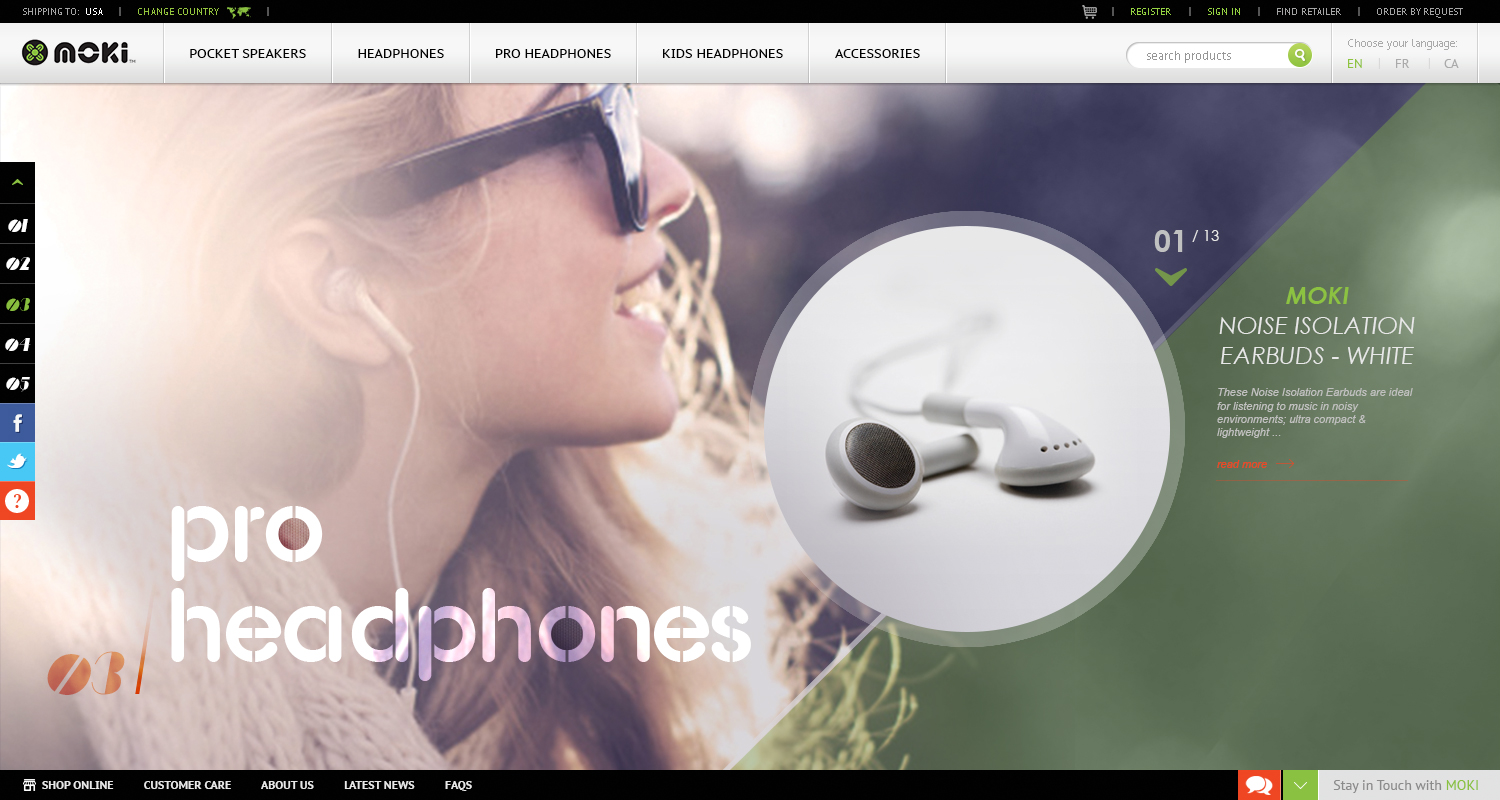 SHIPPING TO: USA | CHANGE COUNTRY |
| REGISTER | SIGN IN | FIND RETAILER | ORDER BY REQUEST
MOKI™
POCKET SPEAKERS
HEADPHONES
PRO HEADPHONES
KIDS HEADPHONES
ACCESSORIES
search products
Choose your language:
EN | FR | CA
01
02
03
04
05
f
?
01 / 13
MOKI
NOISE ISOLATION
EARBUDS - WHITE
These Noise Isolation Earbuds are ideal
for listening to music in noisy
environments; ultra compact &
lightweight ...
read more
pro
headphones
03
SHOP ONLINE
CUSTOMER CARE
ABOUT US
LATEST NEWS
FAQS
Stay in Touch with MOKI